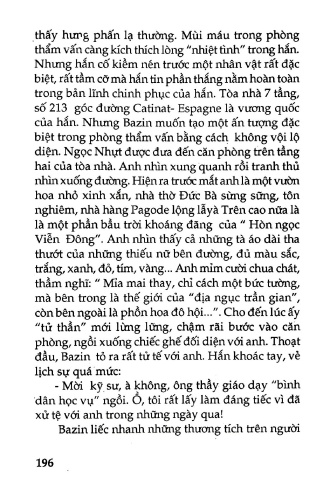 thấy hưng phấn lạ thường. Mùi máu trong phòng
thẩm vấn càng kích thích lòng “nhiệt tình” trong hắn.
Nhưng hắn cố kiềm nén trước một nhân vật rất đặc
biệt, rất tầm cỡ mà hắn tin phần thắng nằm hoàn toàn
trong bản lĩnh chinh phục của hắn. Tòa nhà 7 tầng,
số 213 góc đường Catinat- Espagne là vương quốc
của hắn. Nhưng Bazin muốn tạo một ấn tượng đặc
biệt trong phòng thẩm vấn bằng cách không vội lộ
diện. Ngọc Nhựt được đưa đến căn phòng trên tầng
hai của tòa nhà. Anh nhìn xung quanh rồi tranh thủ
nhìn xuống đường. Hiện ra trước mắt anh là một vườn
hoa nhỏ xinh xắn, nhà thờ Đức Bà sừng sững, tôn
nghiêm, nhà hàng Pagode lộng lẫyà Trên cao nữa là
là một phần bầu trời khoáng đãng của “ Hòn ngọc
Viễn Đông”. Anh nhìn thấy cả những tà áo dài tha
thướt của những thiếu nữ bên đường, đủ màu sắc,
trắng, xanh, đỏ, tím, vàng... Anh mỉm cười chua chát,
thầm nghĩ: “ Mỉa mai thay, chỉ cách một bức tường,
mà bên trong là thế giới của “địa ngục trần gian”,
còn bên ngoài là phồn hoa đô hội...”. Cho đến lúc ấy
“tử thần” mới lừng lững, chậm rãi bước vào căn
phòng, ngồi xuống chiếc ghế đối diện với anh. Thoạt
đầu, Bazin tỏ ra rất tử tế với anh. Hắn khoác tay, vẻ
lịch sự quá mức:
- Mời kỹ sư, à không, ông thầy giáo dạy “bình
dân học vụ” ngồi. Ồ, tôi rất lấy làm đáng tiếc vì đã
xử tệ với anh trong những ngày qua!
Bazin liếc nhanh những thương tích trên người
196